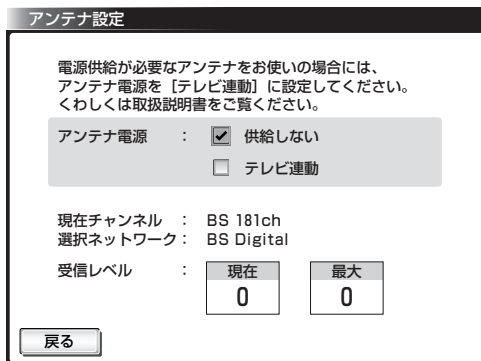 アンテナ設定
電源供給が必要なアンテナをお使いの場合には、
アンテナ電源を［テレビ連動］に設定してください。
くわしくは取扱説明書をご覧ください。
アンテナ電源 ： 供給しない
テレビ連動
現在チャンネル ： BS 181ch
選択ネットワーク： BS Digital
受信レベル ： 現在 最大
0 0
戻る